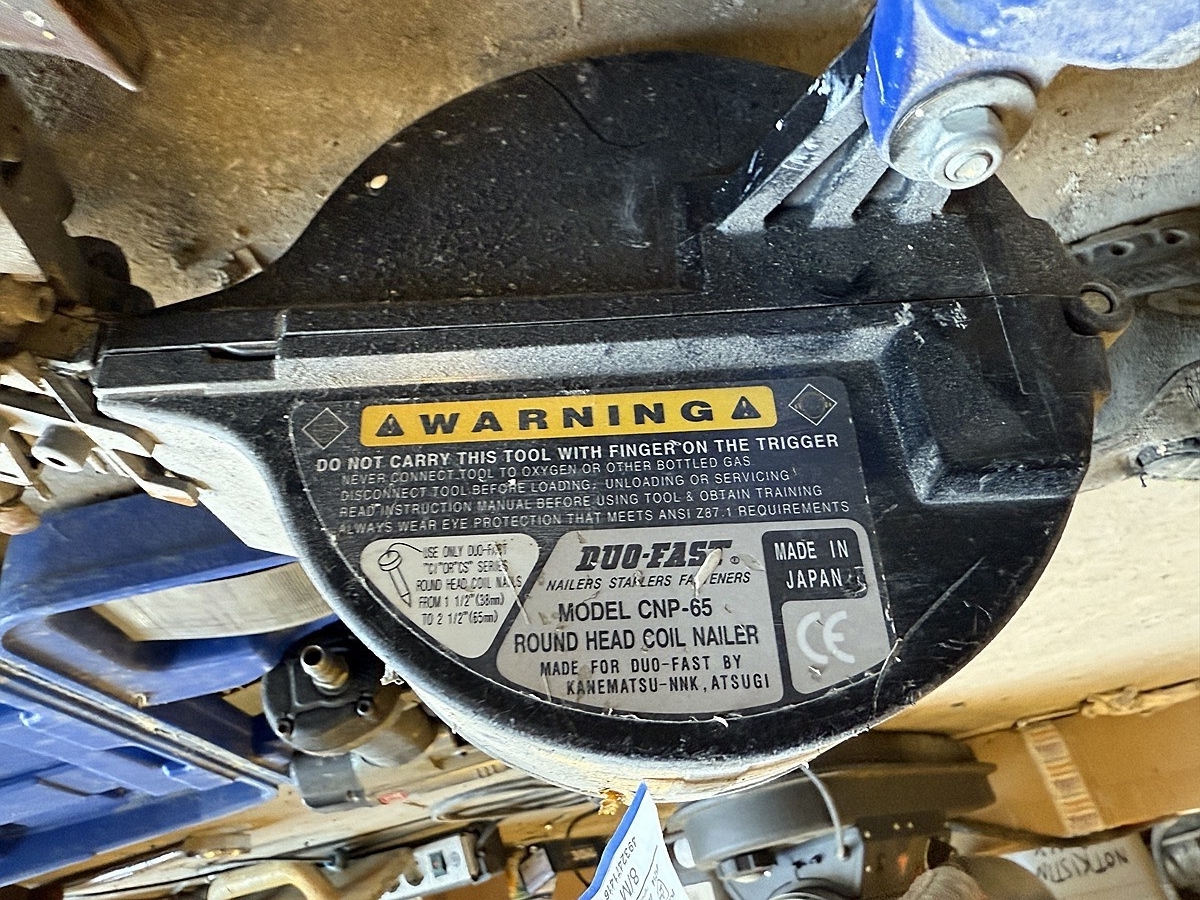 WARNING
DO NOT CARRY THIS TOOL WITH FINGER ON THE TRIGGER
NEVER CONNECT TOOL TO OXYGEN OR OTHER BOTTLED GAS
DISCONNECT TOOL BEFORE LOADING, UNLOADING OR SERVICING
READ INSTRUCTION MANUAL BEFORE USING TOOL & OBTAIN TRAINING
ALWAYS WEAR EYE PROTECTION THAT MEETS ANSI Z87.1 REQUIREMENTS
USE ONLY DUO-FAST
"C" OR "CS" SERIES
ROUND HEAD COIL NAILS
FROM 1 1/2"(38mm)
TO 2 1/2"(65mm)
DUO-FAST®
NAILERS STAPLERS FASTENERS
MODEL CNP-65
ROUND HEAD COIL NAILER
MADE FOR DUO-FAST BY
KANEMATSU-NNK, ATSUGI
MADE IN
JAPAN
CE